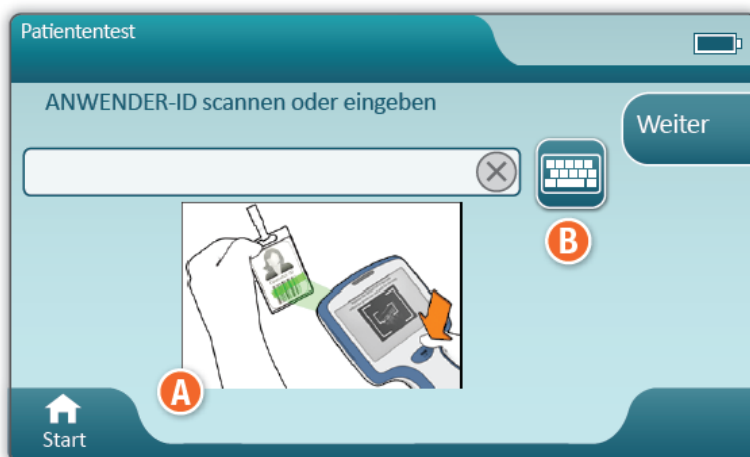 Patiententest
ANWENDER-ID scannen oder eingeben
Weiter
B
A
Start